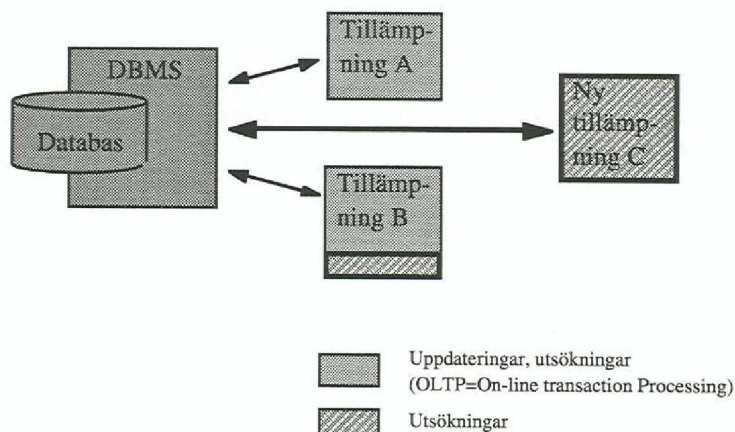 DBMS
Databas
Tillämp-
ning A
Tillämp-
ning B
Ny
tillämp-
ning C
Uppdateringar, utsökningar
(OLTP=On-line transaction Processing)
Utsökningar